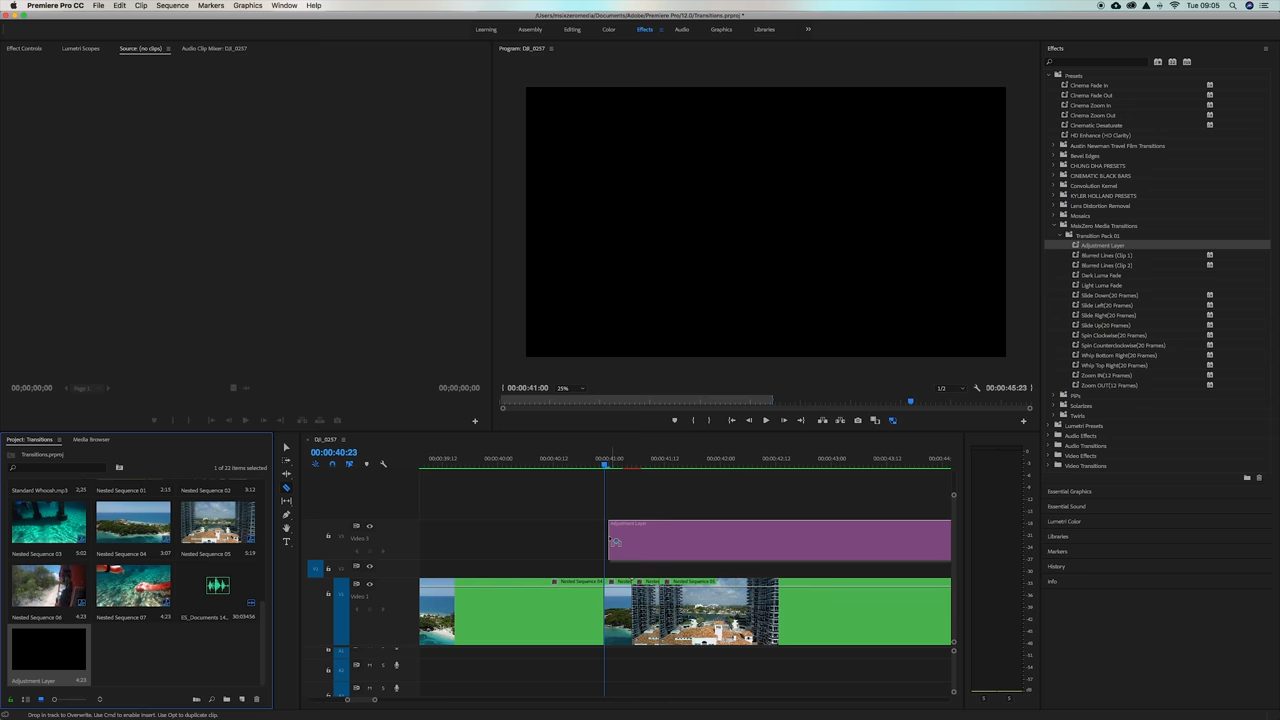 Premiere Pro CC File Edit Clip Sequence Markers Graphics Window Help Tue 09:05
/Users/msixzeromedia/Documents/Adobe/Premiere Pro/12.0/Transitions.prproj *
Learning Assembly Editing Color Effects Audio Graphics Libraries
Effect Controls Lumetri Scopes Source: (no clips) Audio Clip Mixer: DJI_0257
Program: DJI_0257
00;00;00;00 Page 1 00;00;00;00
00:00:41:00 25% 1/2 00:00:45:23
Effects
Presets
Cinema Fade In
Cinema Fade Out
Cinema Zoom In
Cinema Zoom Out
Cinematic Desaturate
HD Enhance (HD Clarity)
Austin Newman Travel Film Transitions
Bevel Edges
CHUNG DHA PRESETS
CINEMATIC BLACK BARS
Convolution Kernel
KYLER HOLLAND PRESETS
Lens Distortion Removal
Mosaics
MsixZero Media Transitions
Transition Pack 01
Adjustment Layer
Blurred Lines (Clip 1)
Blurred Lines (Clip 2)
Dark Luma Fade
Light Luma Fade
Slide Down(20 Frames)
Slide Left(20 Frames)
Slide Right(20 Frames)
Slide Up(20 Frames)
Spin Clockwise(20 Frames)
Spin Counterclockwise(20 Frames)
Whip Bottom Right(20 Frames)
Whip Top Right(20 Frames)
Zoom IN(12 Frames)
Zoom OUT(12 Frames)
PiPs
Solarizes
Twirls
Lumetri Presets
Audio Effects
Audio Transitions
Video Effects
Video Transitions
Essential Graphics
Essential Sound
Lumetri Color
Libraries
Markers
History
Info
Project: Transitions Media Browser
Transitions.prproj
1 of 22 items selected
Standard Whoosh.mp3 2;25 Nested Sequence 01 2:15 Nested Sequence 02 9:12
Nested Sequence 03 5:02 Nested Sequence 04 5:23 Nested Sequence 05 5:19
Nested Sequence 06 4:23 Nested Sequence 07 4:23 ES_Documents 14... 30:03456
Adjustment Layer 4:23
DJI_0257
00:00:40:23
00:00:39:12 00:00:40:00 00:00:40:12 00:00:41:00 00:00:41:12 00:00:42:00 00:00:42:12 00:00:43:00 00:00:43:12 00:00:44:
Adjustment Layer
V3 Video 3
V1 V2
V1 Video 1
Nested Sequence 04 Nested Nested Nested Sequence 05
A1
A2 M S
A3 M S
S S
Drop in track to Overwrite. Use Cmd to enable Insert. Use Opt to duplicate clip.